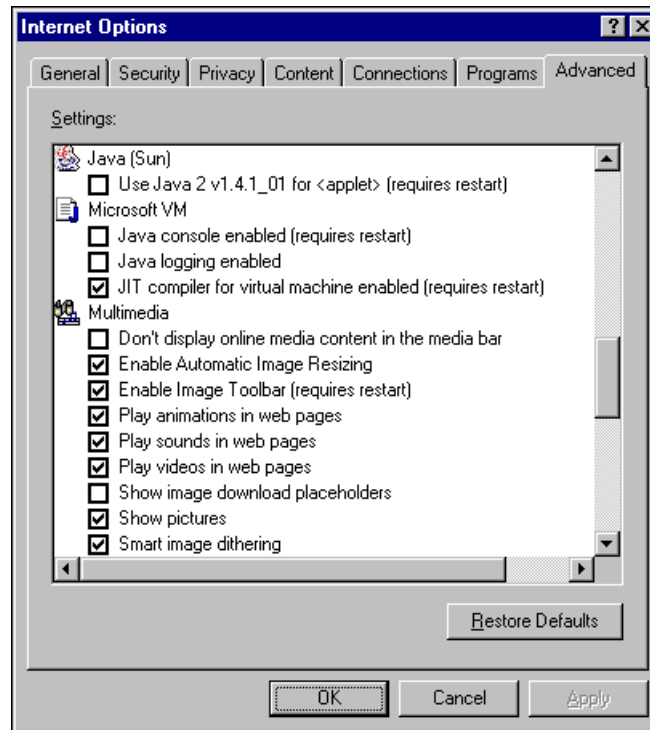 Internet Options
General Security Privacy Content Connections Programs Advanced
Settings:
Java (Sun)
Use Java 2 v1.4.1_01 for <applet> (requires restart)
Microsoft VM
Java console enabled (requires restart)
Java logging enabled
JIT compiler for virtual machine enabled (requires restart)
Multimedia
Don't display online media content in the media bar
Enable Automatic Image Resizing
Enable Image Toolbar (requires restart)
Play animations in web pages
Play sounds in web pages
Play videos in web pages
Show image download placeholders
Show pictures
Smart image dithering
Restore Defaults
OK Cancel Apply